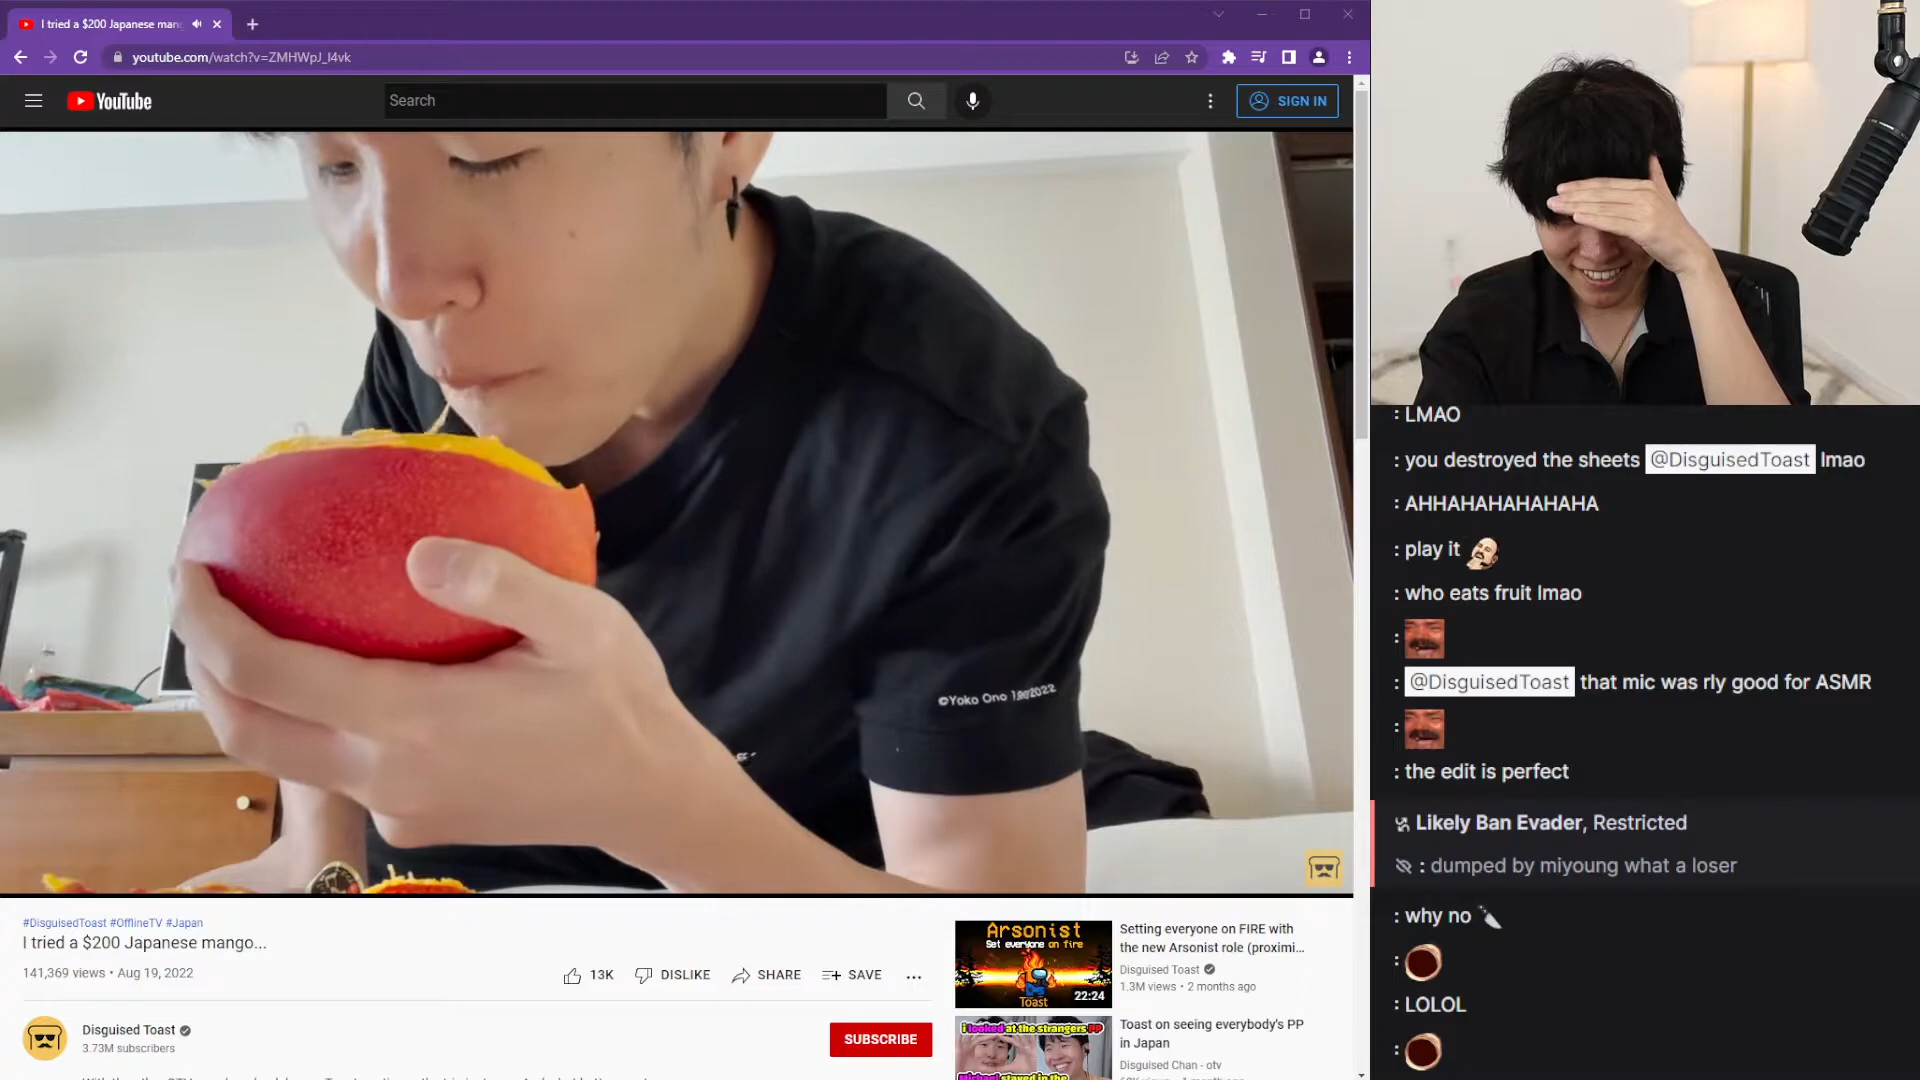 I tried a $200 Japanese man
youtube.com/watch?v=ZMHWpJ_l4vk
YouTube
Search
SIGN IN
©Yoko Ono
#DisguisedToast #OfflineTV #Japan
I tried a $200 Japanese mango...
141,369 views • Aug 19, 2022
13K
DISLIKE
SHARE
SAVE
Disguised Toast
3.73M subscribers
SUBSCRIBE
Arsonist
Set everyone on fire
Toast
22:24
Setting everyone on FIRE with
the new Arsonist role (proximi...
Disguised Toast
1.3M views • 2 months ago
i looked at the strangers PP
Toast on seeing everybody's PP
in Japan
Disguised Chan - otv
: LMAO
: you destroyed the sheets @DisguisedToast lmao
: AHHAHAHAHAHAHA
: play it
: who eats fruit lmao
:
: @DisguisedToast that mic was rly good for ASMR
:
: the edit is perfect
Likely Ban Evader, Restricted
: dumped by miyoung what a loser
: why no
:
: LOLOL
: